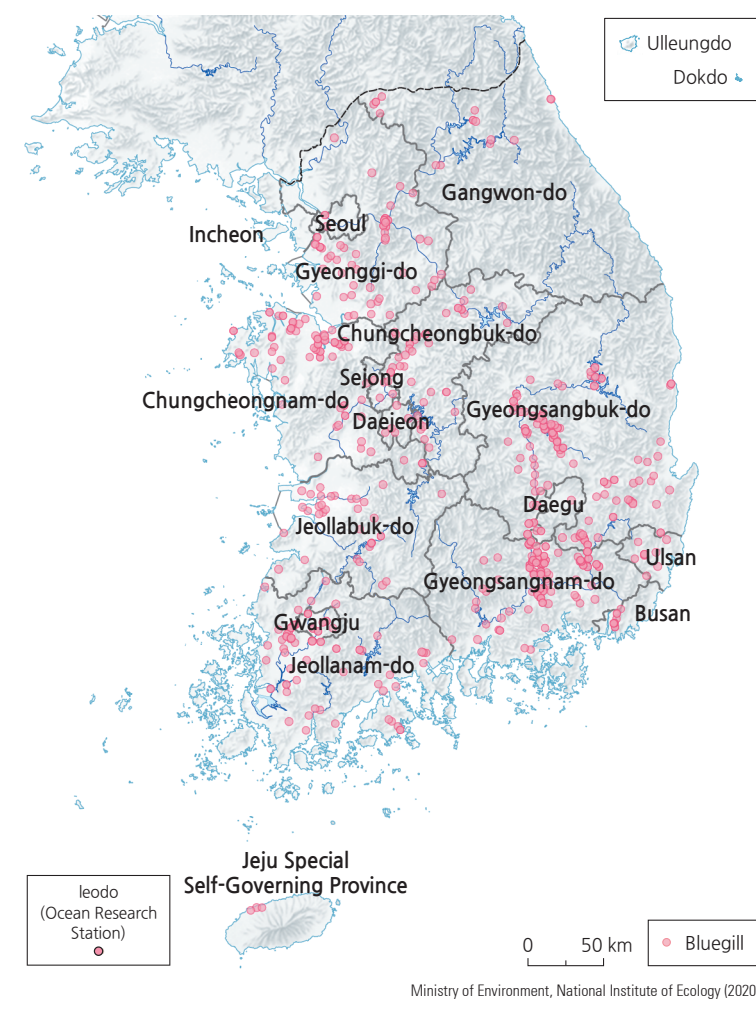 Ulleungdo
Dokdo
Gangwon-do
Seoul
Incheon
Gyeonggi-do
Chungcheongbuk-do
Sejong
Chungcheongnam-do
Gyeongsangbuk-do
Daejeon
Daegu
Jeollabuk-do
Ulsan
Gyeongsangnam-do
Busan
Gwangju
Jeollanam-do
Jeju Special
Self-Governing Province
Ieodo
(Ocean Research
Station)
0 50 km
Bluegill
Ministry of Environment, National Institute of Ecology (2020